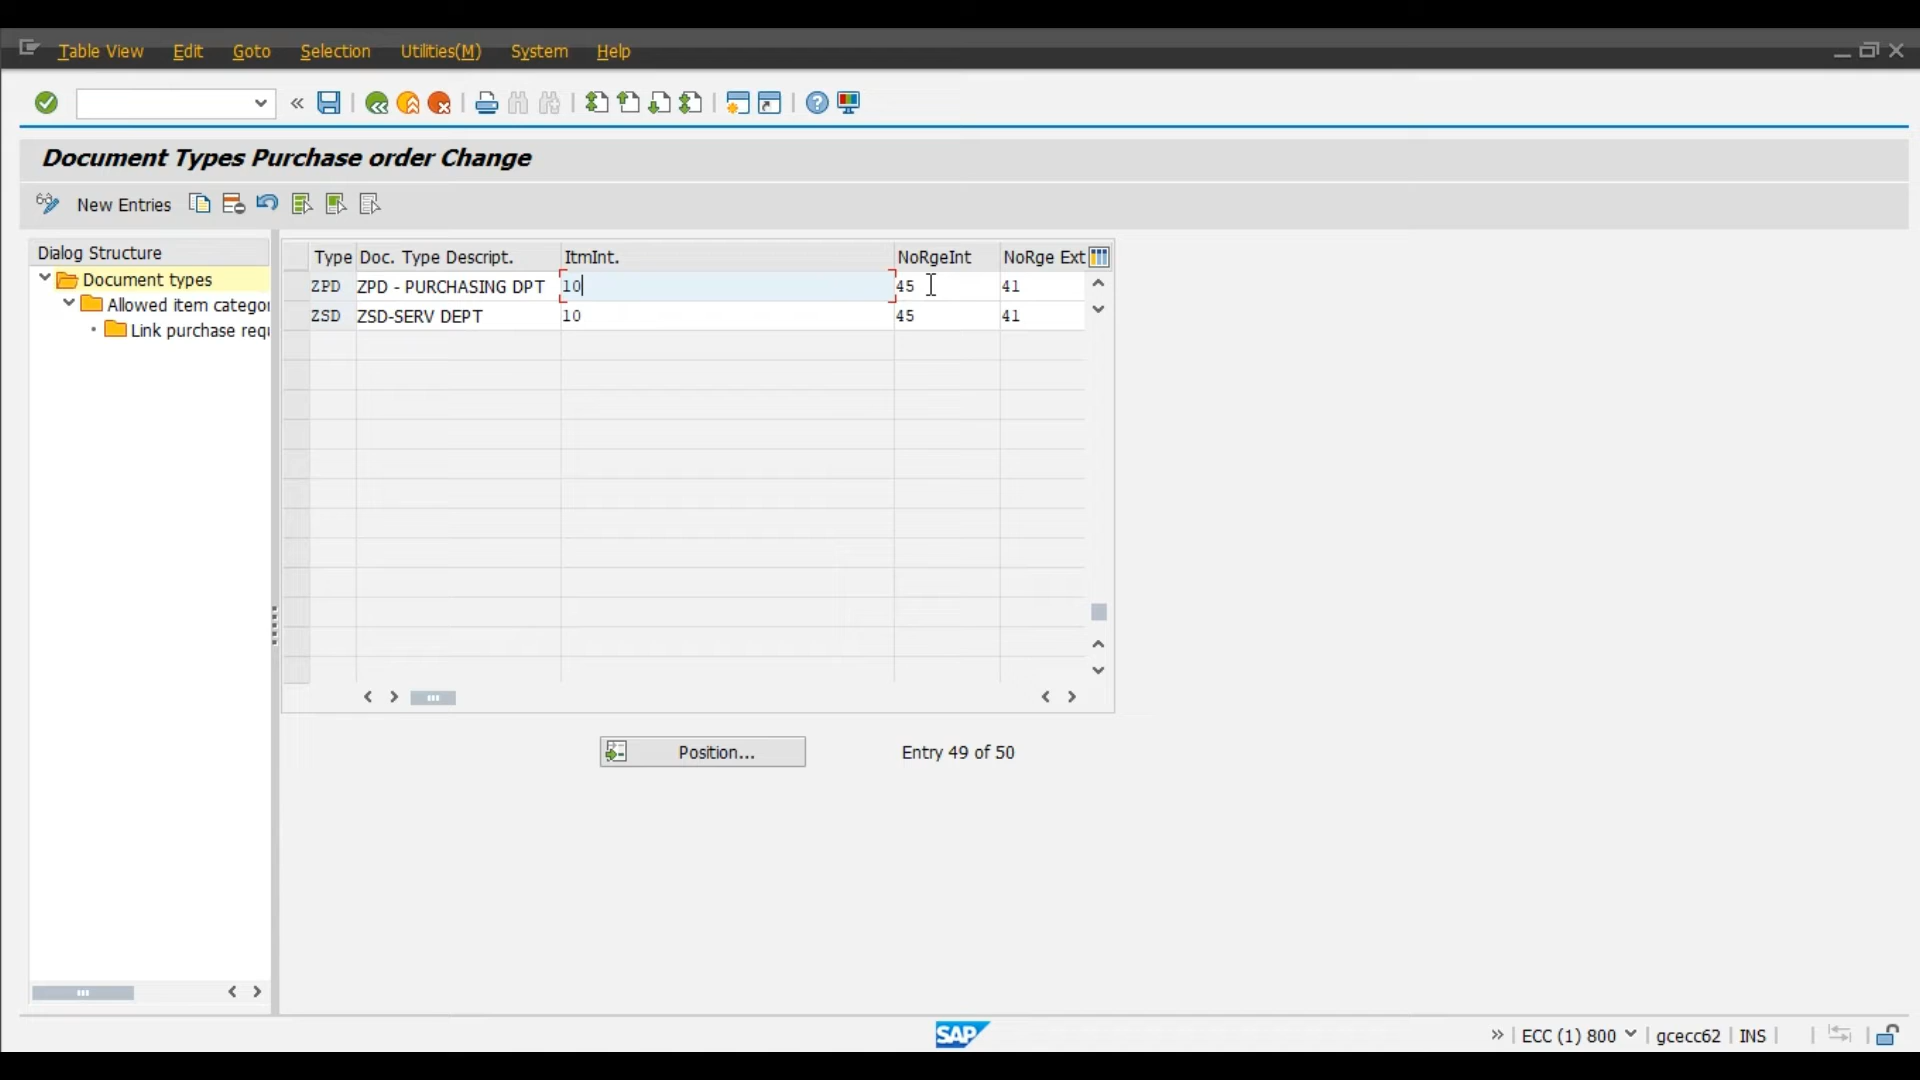 Table View Edit Goto Selection Utilities(M) System Help
Document Types Purchase order Change
New Entries
Dialog Structure
Document types
Allowed item categor
Link purchase requ
Type Doc. Type Descript. ItmInt. NoRgeInt NoRge Ext
ZPD ZPD - PURCHASING DPT 10 45 41
ZSD ZSD-SERV DEPT 10 45 41
Position... Entry 49 of 50
SAP ECC (1) 800 gcecc62 INS